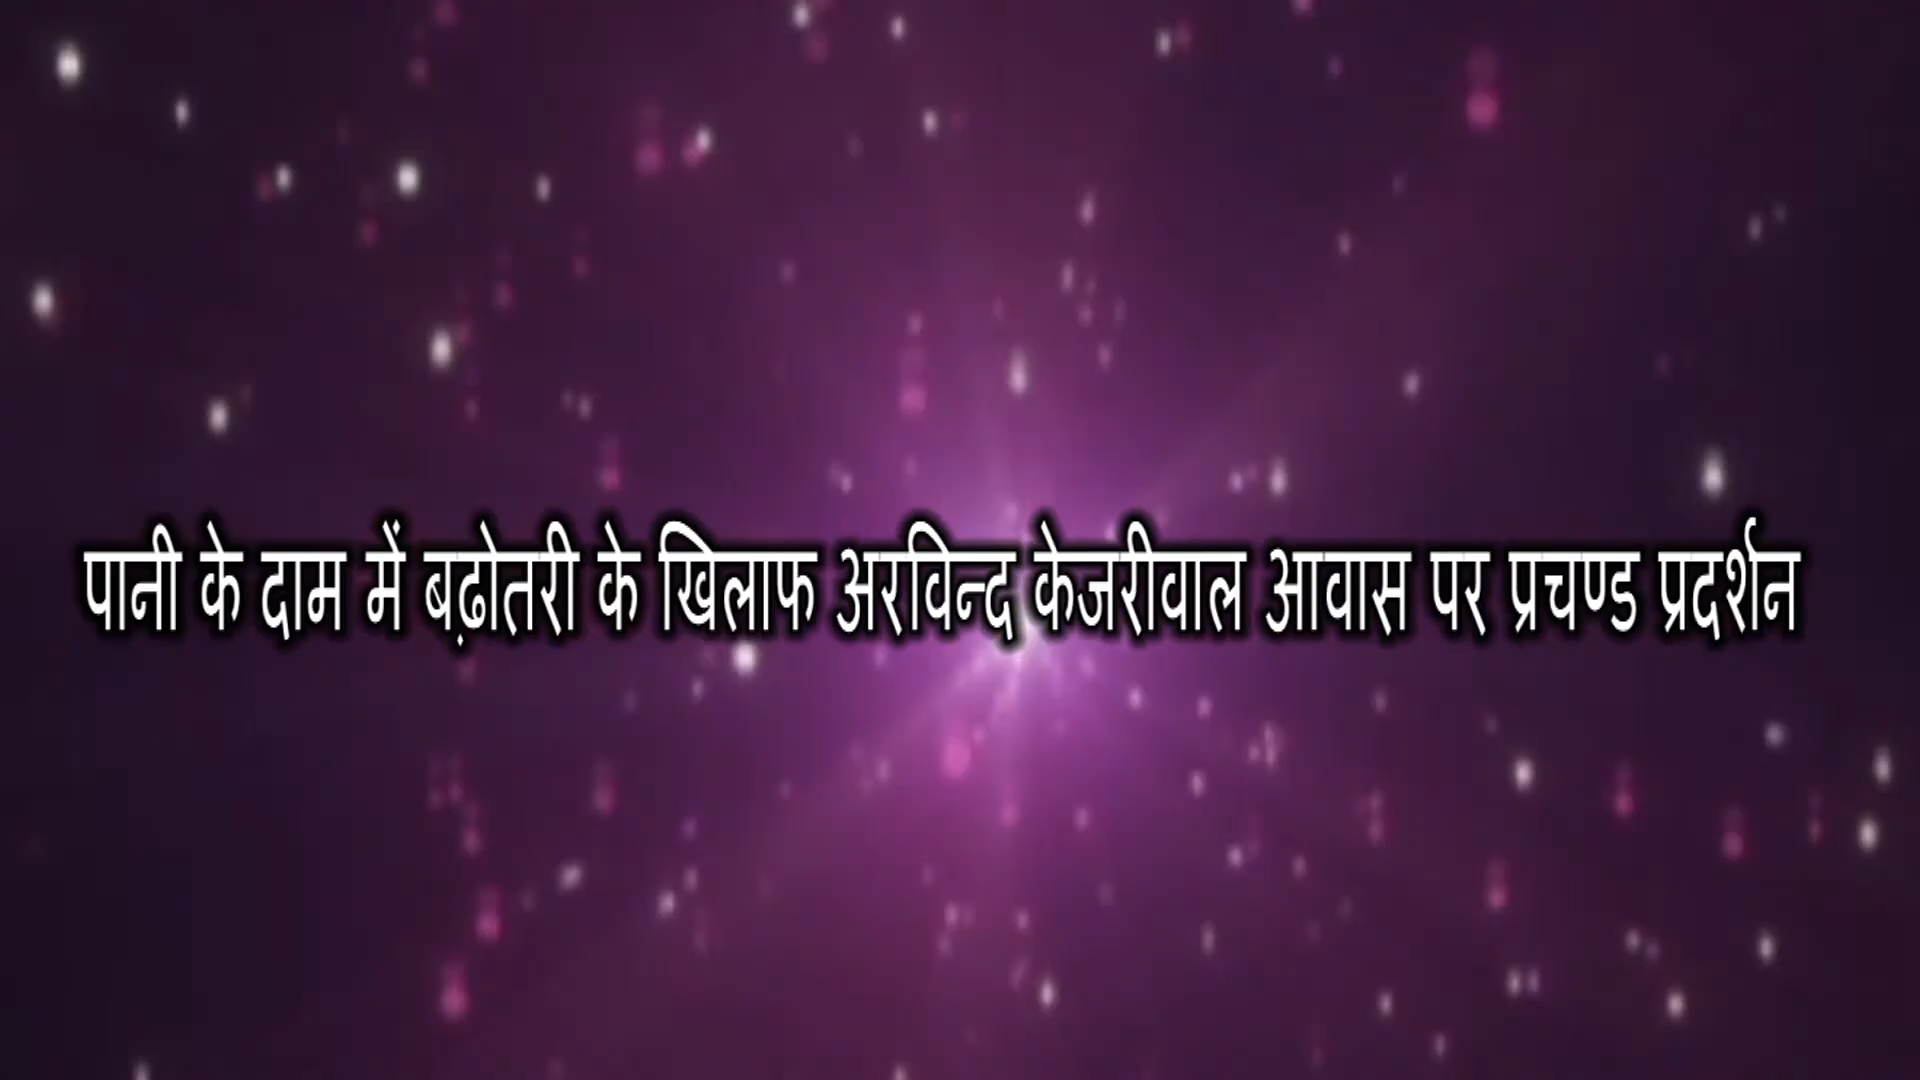 पानी के दाम में बढ़ोतरी के खिलाफ अरविन्द केजरीवाल आवास पर प्रचण्ड प्रदर्शन